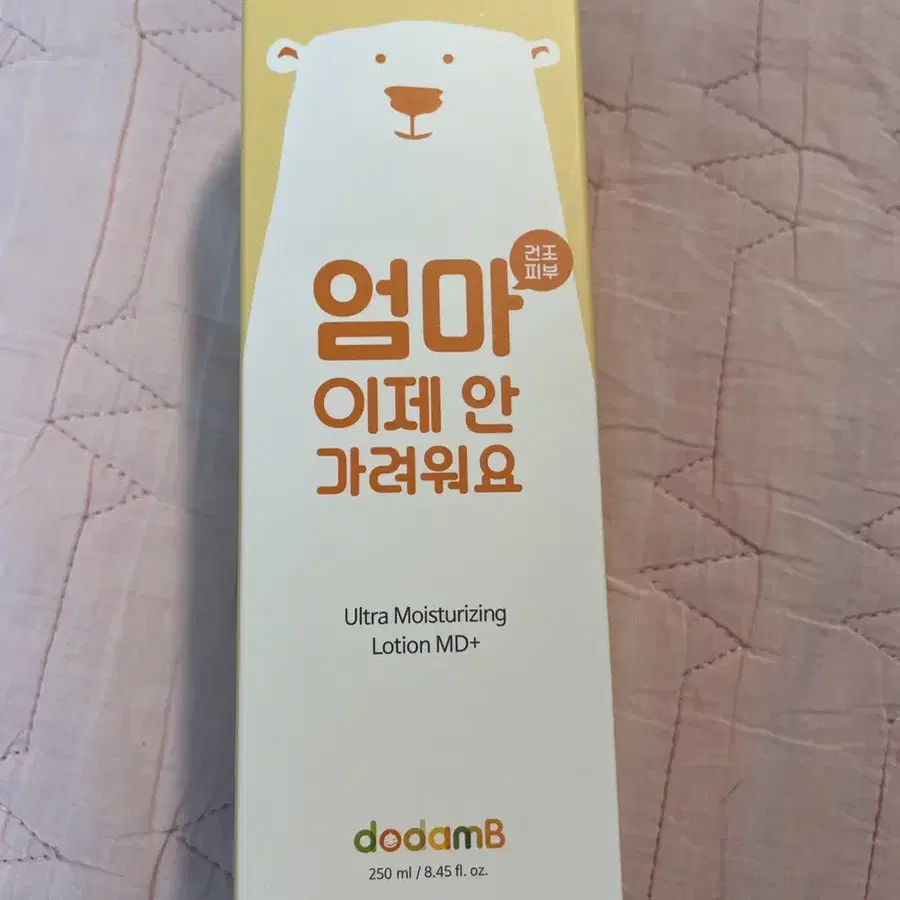 엄마
건조
피부
이제 안
가려워요
Ultra Moisturizing
Lotion MD+
dodamB
250 ml / 8.45 fl. oz.